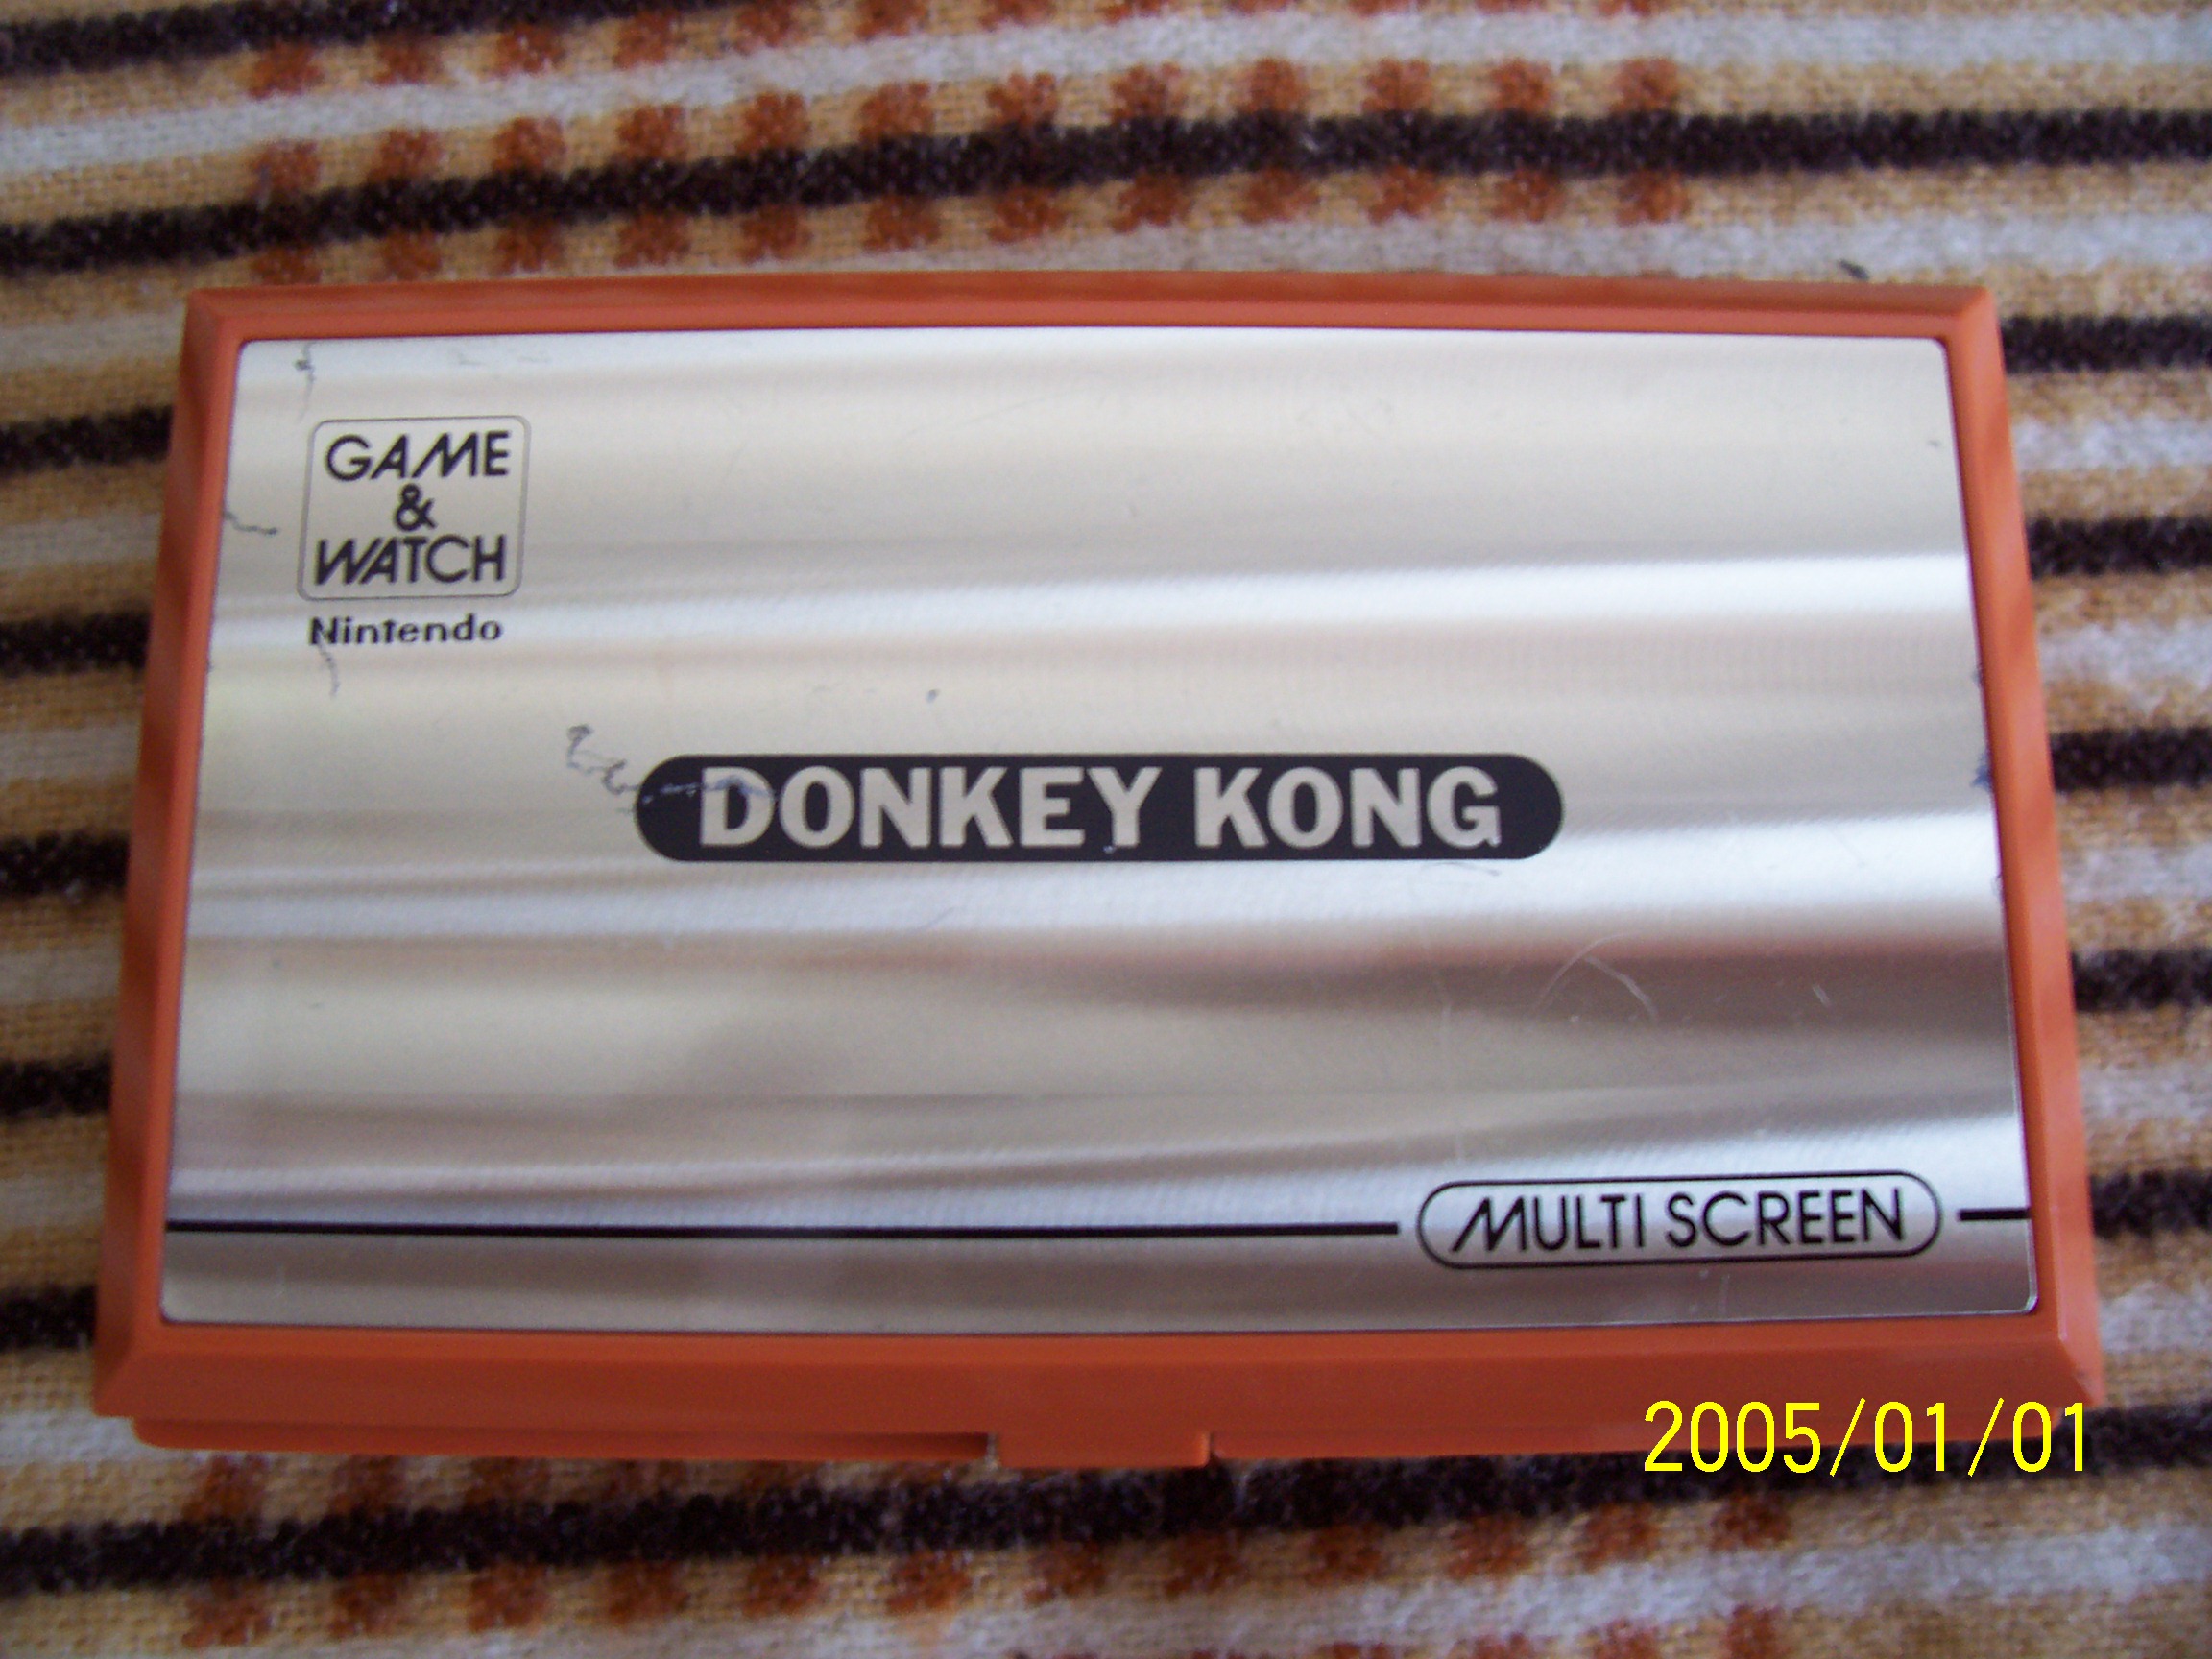 GAME
&
WATCH
Nintendo
DONKEY KONG
MULTI SCREEN
2005/01/01